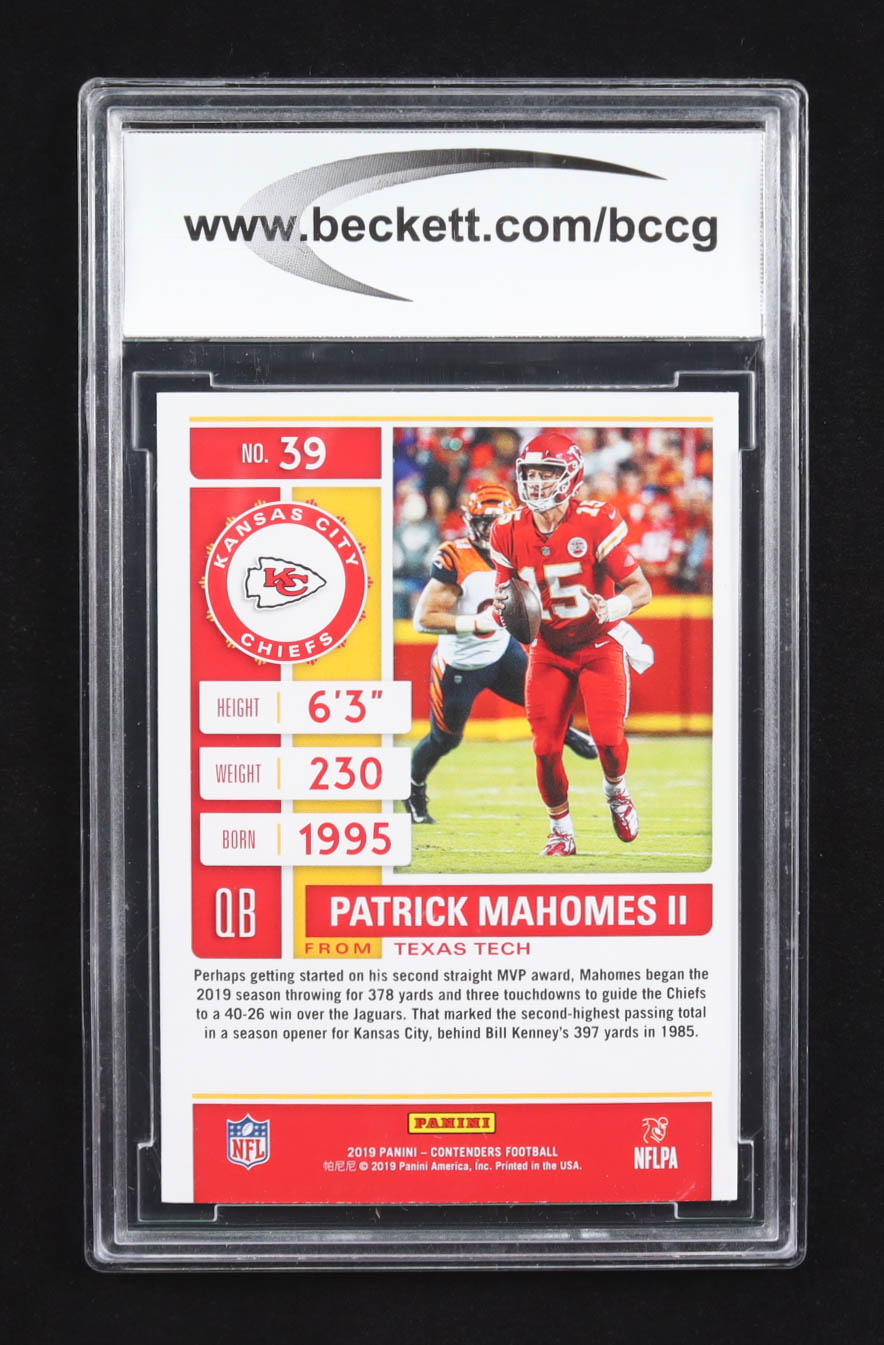 www.beckett.com/bccg
NO. 39
KANSAS CITY
KC
CHIEFS
15
15
HEIGHT 6'3"
WEIGHT 230
BORN 1995
QB
PATRICK MAHOMES II
FROM TEXAS TECH
Perhaps getting started on his second straight MVP award, Mahomes began the
2019 season throwing for 378 yards and three touchdowns to guide the Chiefs
to a 40-26 win over the Jaguars. That marked the second-highest passing total
in a season opener for Kansas City, behind Bill Kenney's 397 yards in 1985.
NFL
PANINI
2019 PANINI – CONTENDERS FOOTBALL
帕尼尼 © 2019 Panini America, Inc. Printed in the USA.
NFLPA